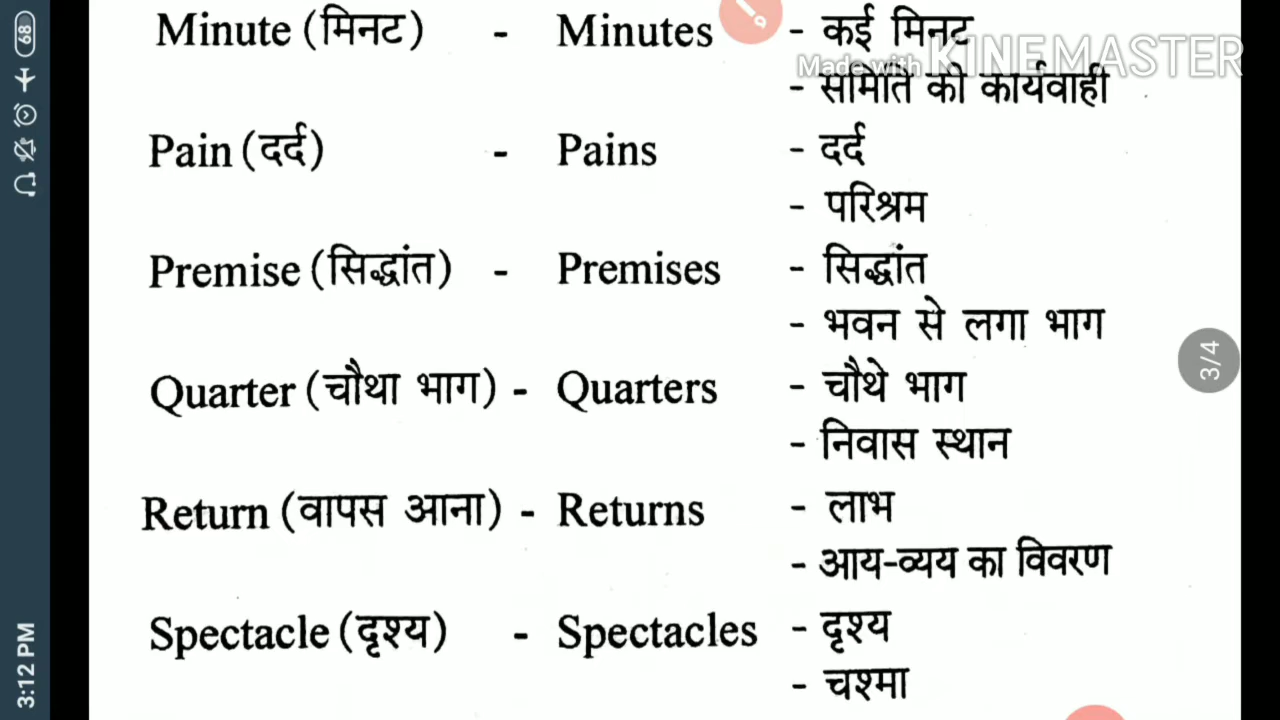 Minute (मिनट) - Minutes - कई मिनट
Made with KINEMASTER
- समिति की कार्यवाही
Pain (दर्द) - Pains - दर्द
- परिश्रम
Premise (सिद्धांत) - Premises - सिद्धांत
- भवन से लगा भाग
3/4
Quarter (चौथा भाग) - Quarters - चौथे भाग
- निवास स्थान
Return (वापस आना) - Returns - लाभ
- आय-व्यय का विवरण
Spectacle (दृश्य) - Spectacles - दृश्य
- चश्मा
68
3:12 PM